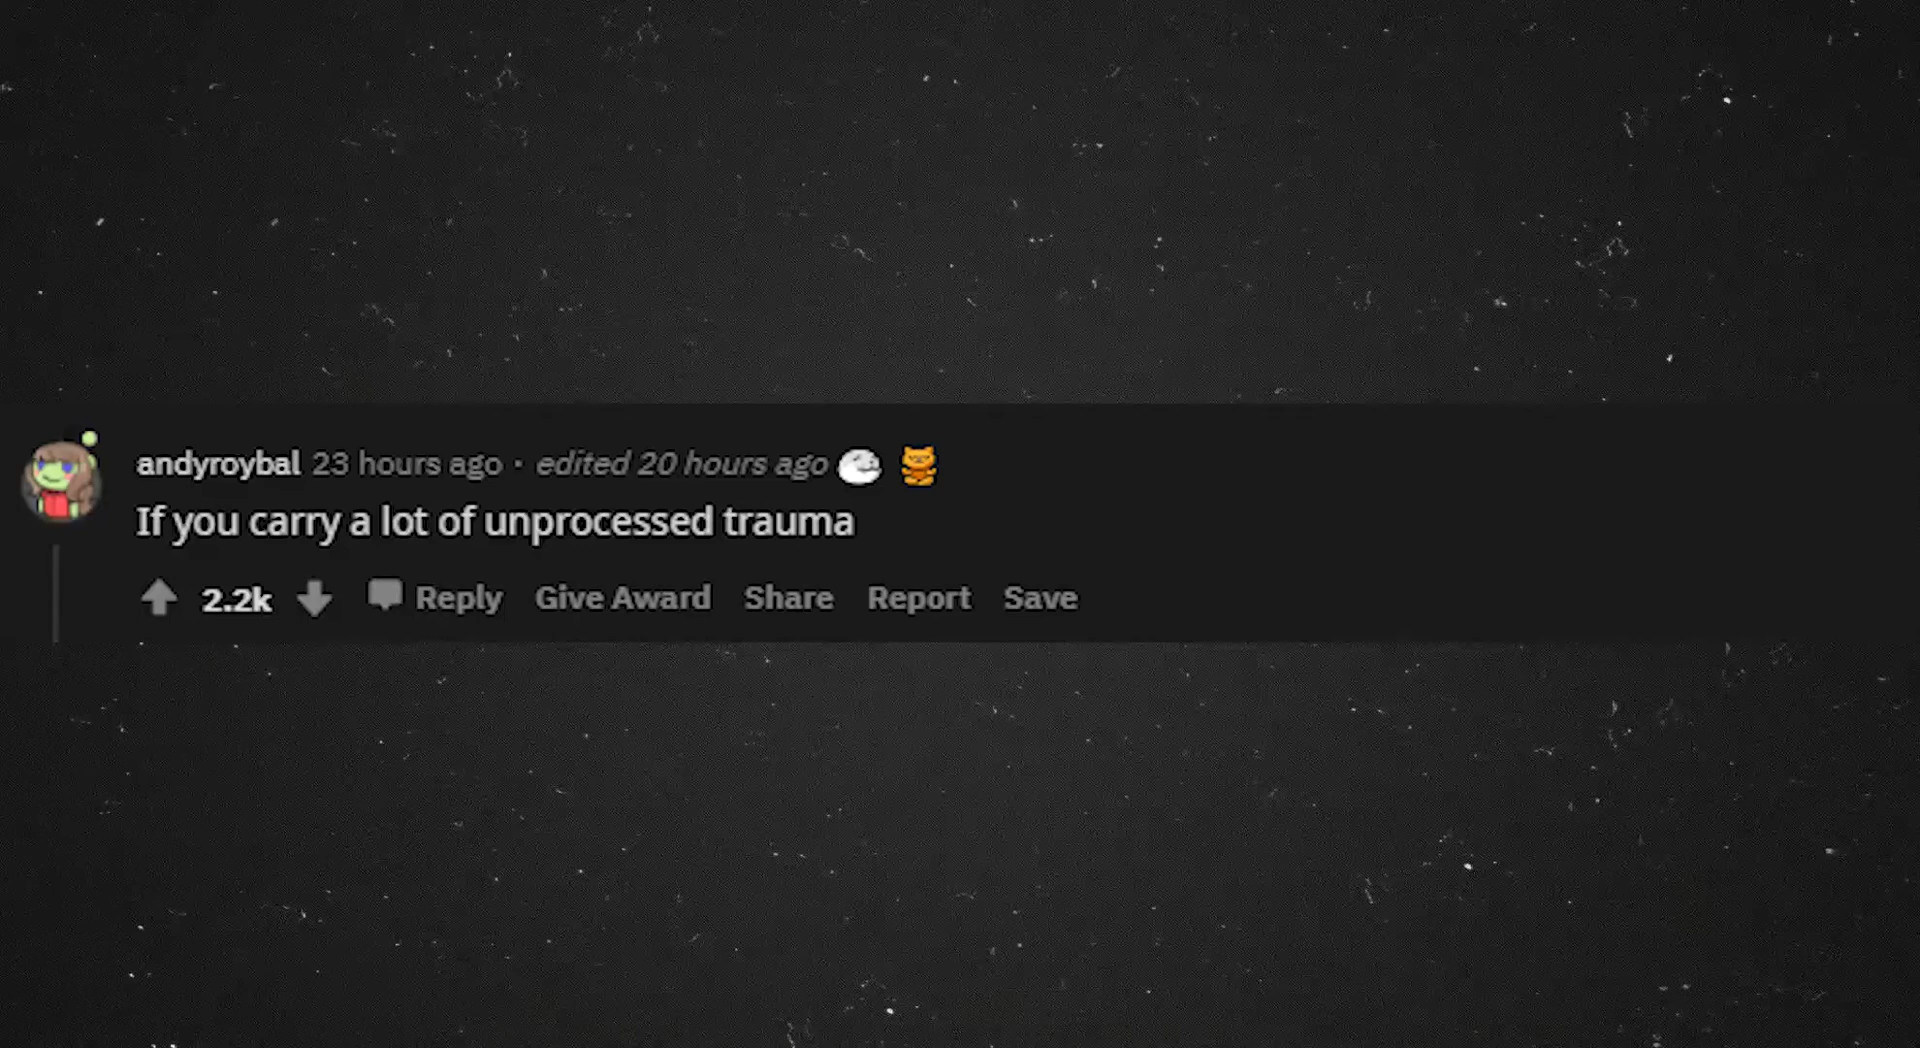 andyroybal 23 hours ago · edited 20 hours ago
If you carry a lot of unprocessed trauma
2.2k Reply Give Award Share Report Save